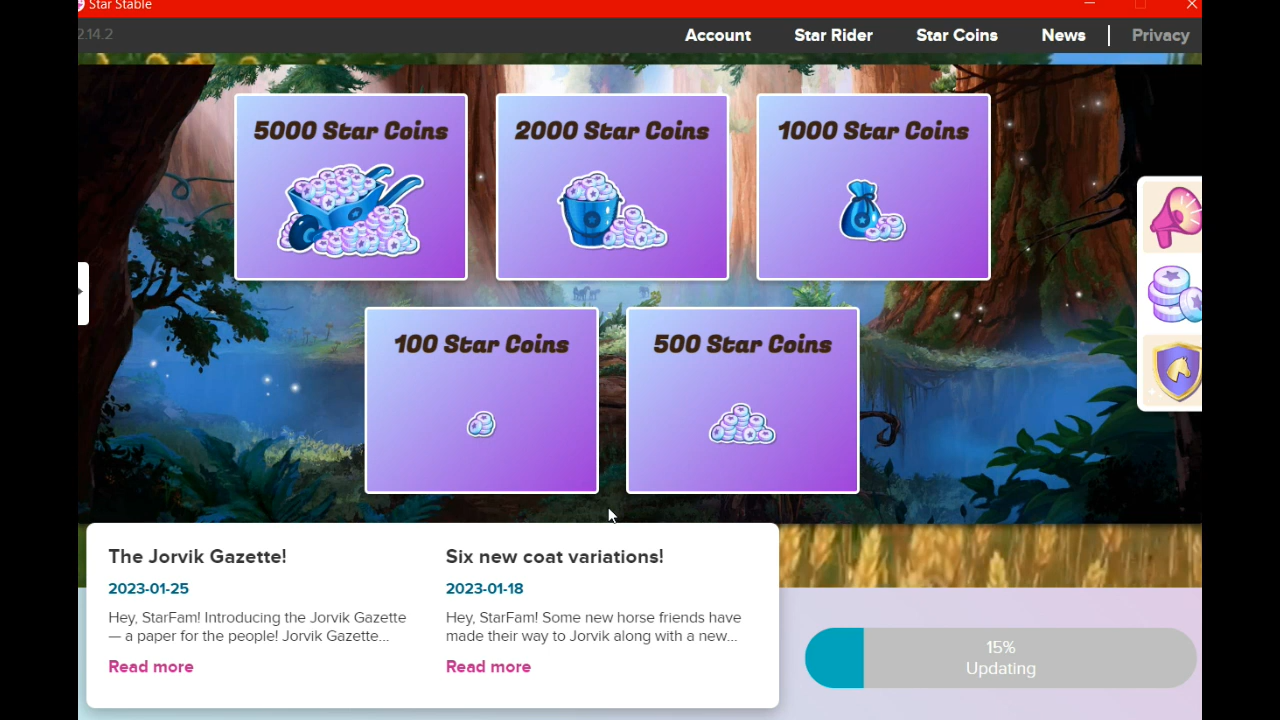 Star Stable
2.14.2
Account Star Rider Star Coins News Privacy
5000 Star Coins
2000 Star Coins
1000 Star Coins
100 Star Coins
500 Star Coins
The Jorvik Gazette!
2023-01-25
Hey, StarFam! Introducing the Jorvik Gazette
— a paper for the people! Jorvik Gazette...
Read more
Six new coat variations!
2023-01-18
Hey, StarFam! Some new horse friends have
made their way to Jorvik along with a new...
Read more
15%
Updating